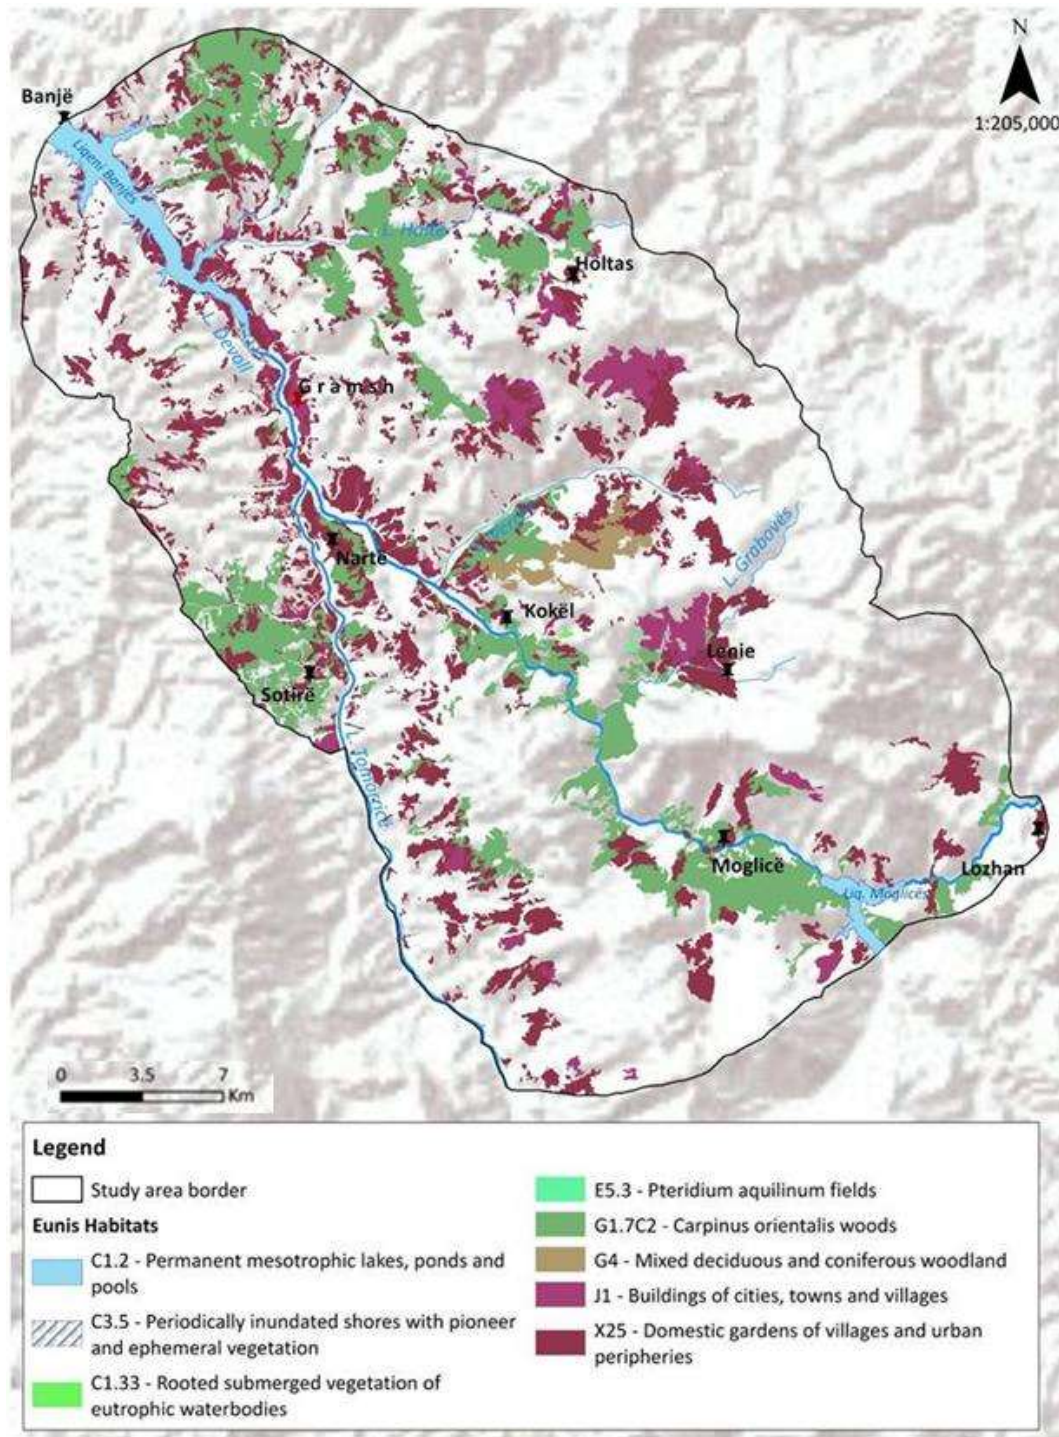 N
1:205,000
Banjë
Liqeni Banjës
L. Holta
Holtas
L. Devoll
Gramsh
Nartë
L. Grabovës
Kokël
Lenie
Sotirë
L. Tomorricë
Moglicë
Lozhan
Liq. Moglicës
0 3.5 7
Km
Legend
Study area border
Eunis Habitats
C1.2 - Permanent mesotrophic lakes, ponds and
pools
C3.5 - Periodically inundated shores with pioneer
and ephemeral vegetation
C1.33 - Rooted submerged vegetation of
eutrophic waterbodies
E5.3 - Pteridium aquilinum fields
G1.7C2 - Carpinus orientalis woods
G4 - Mixed deciduous and coniferous woodland
J1 - Buildings of cities, towns and villages
X25 - Domestic gardens of villages and urban
peripheries